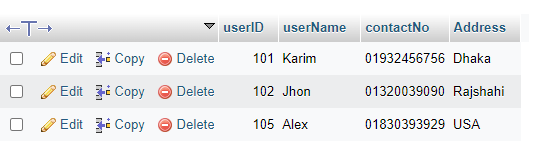 userID userName contactNo Address
Edit Copy Delete 101 Karim 01932456756 Dhaka
Edit Copy Delete 102 Jhon 01320039090 Rajshahi
Edit Copy Delete 105 Alex 01830393929 USA